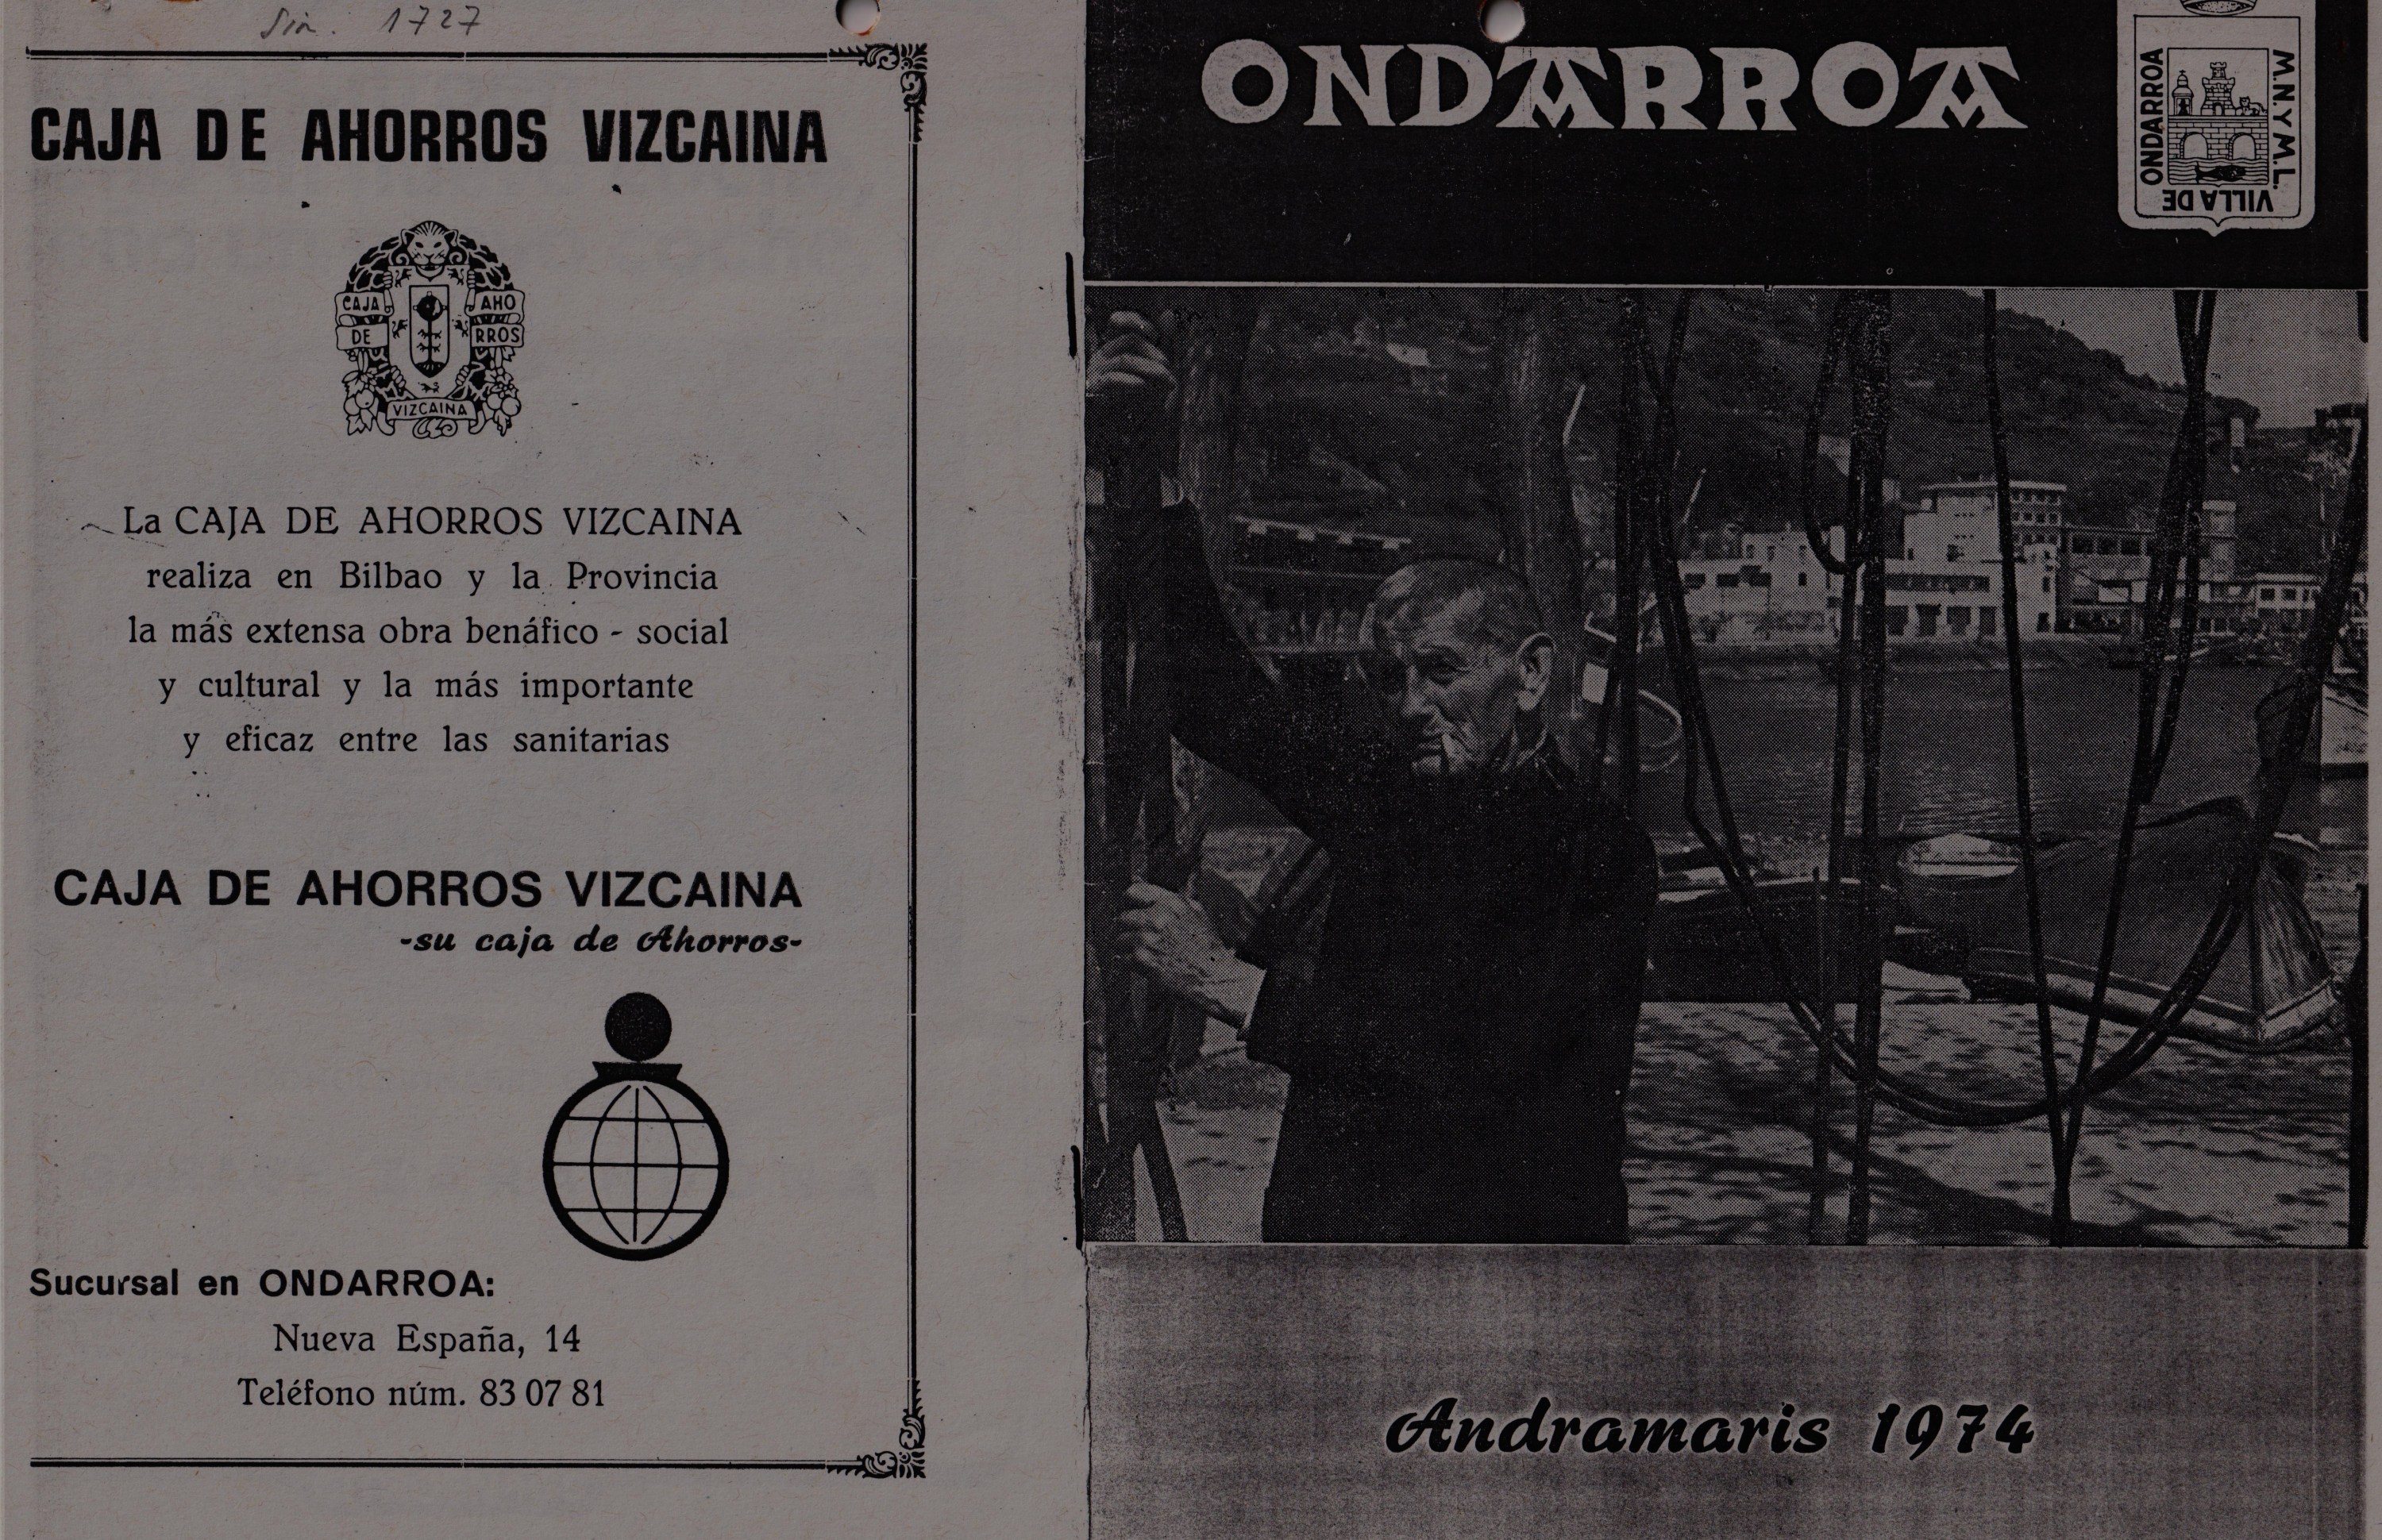 Sin. 1727
CAJA DE AHORROS VIZCAINA
CAJA AHO
DE RROS
VIZCAINA
La CAJA DE AHORROS VIZCAINA
realiza en Bilbao y la Provincia
la más extensa obra benáfico - social
y cultural y la más importante
y eficaz entre las sanitarias
CAJA DE AHORROS VIZCAINA
-su caja de Ahorros-
Sucursal en ONDARROA:
Nueva España, 14
Teléfono núm. 83 07 81
ONDARROA
M.N.Y M.L.
VILLA DE
ONDARROA
Andramaris 1974